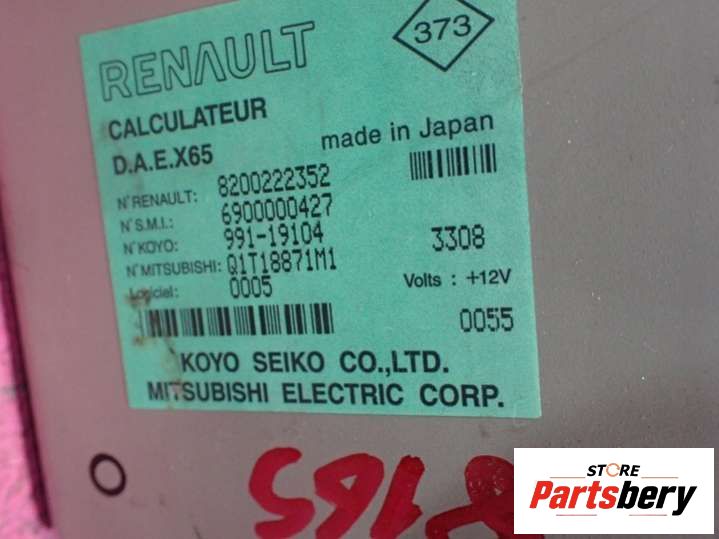 RENAULT
373
CALCULATEUR
D.A.E.X65
made in Japan
N°RENAULT: 8200222352
N°S.M.I.: 6900000427
N°KOYO: 991-19104
3308
N°MITSUBISHI: Q1T18871M1
Volts : +12V
Logiciel: 0005
0055
KOYO SEIKO CO.,LTD.
MITSUBISHI ELECTRIC CORP.
STORE
Partsbery